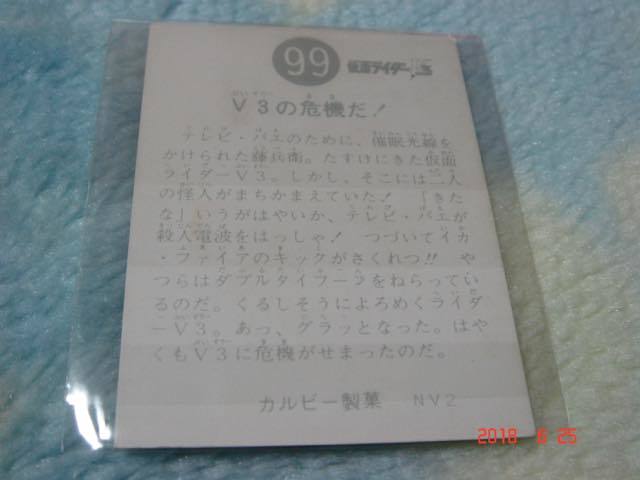 99 仮面ライダーV3
V3の危機だ!
テレビ・バエのために、催眠光線を
かけられた藤兵衛。たすけにきた仮面
ライダーV3。しかし、そこには二人
の怪人がまちかまえていた!「きた
な」いうがはやいか、テレビ・バエが
殺人電波をはっしゃ! つづいてイカ
・ファイアのキックがさくれつ!! や
つらはダブルタイフーンをねらってい
るのだ。くるしそうによろめくライダ
ーV3。あっ、グラッとなった。はや
くもV3に危機がせまったのだ。
カルビー製菓 NV2
2018 6 25